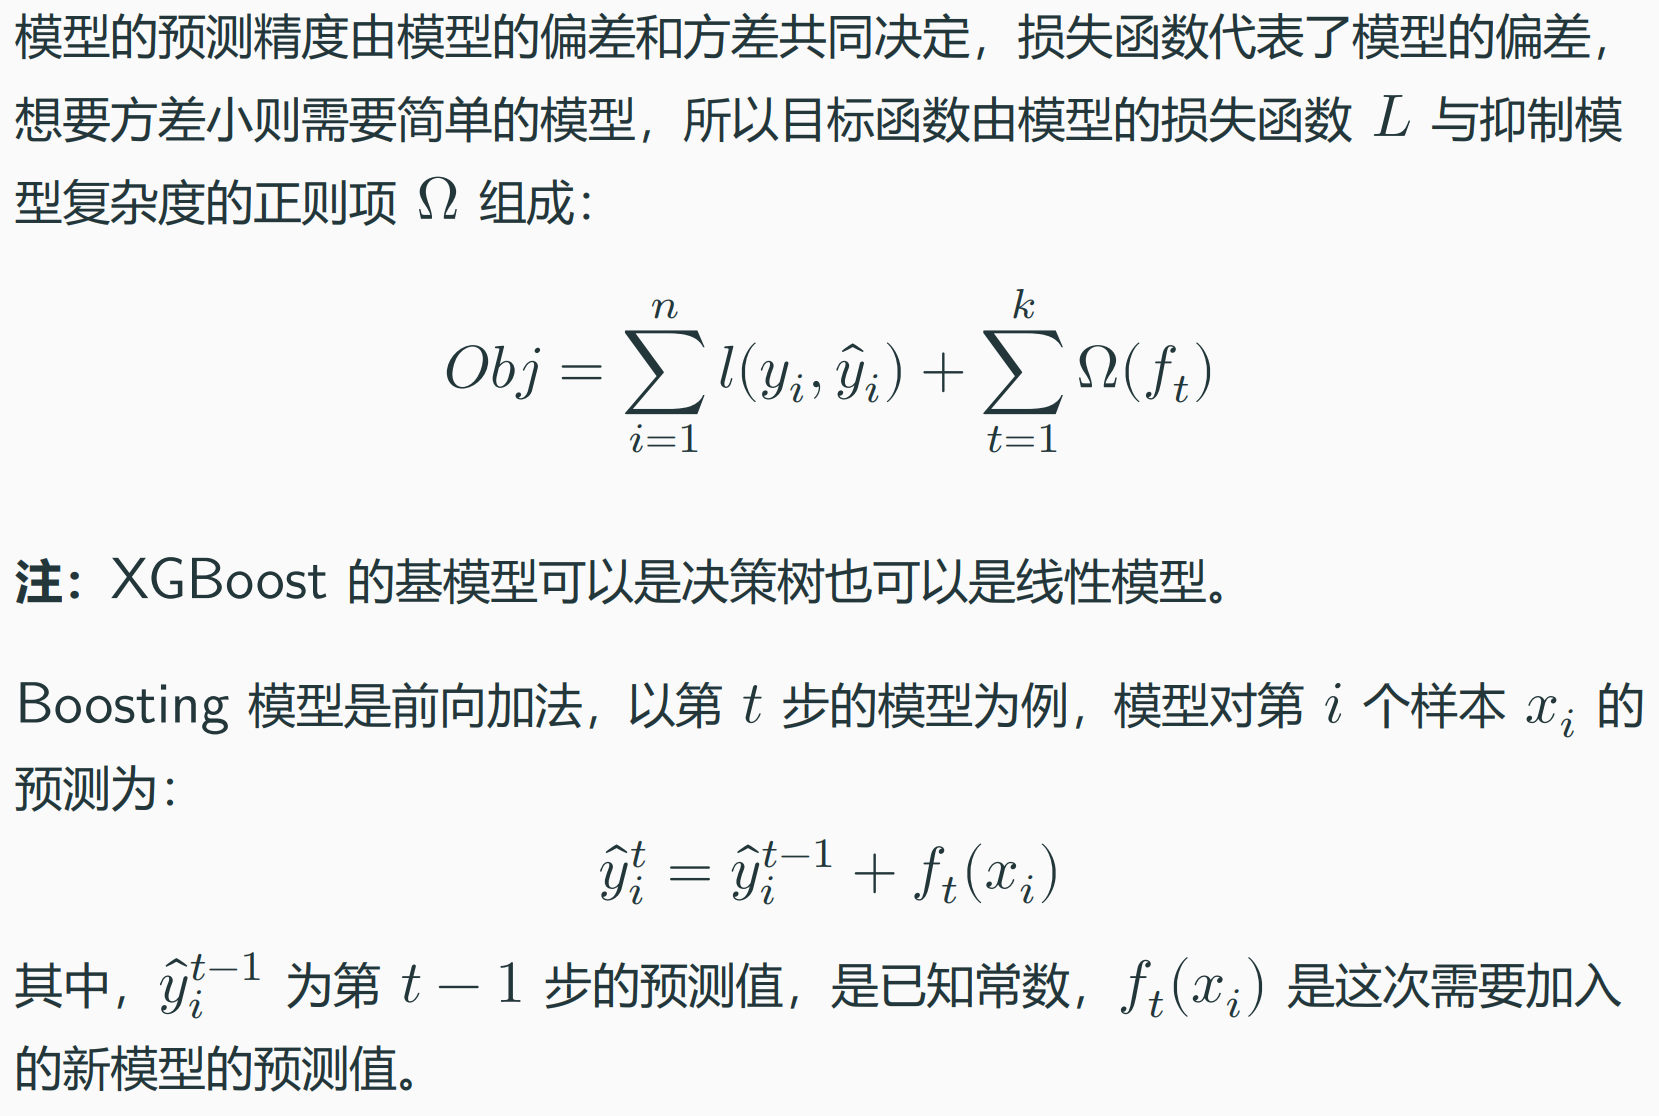 模型的预测精度由模型的偏差和方差共同决定，损失函数代表了模型的偏差，
想要方差小则需要简单的模型，所以目标函数由模型的损失函数 $L$ 与抑制模
型复杂度的正则项 $\Omega$ 组成：
$Obj = \sum_{i=1}^{n} l(y_i, \hat{y}_i) + \sum_{t=1}^{k} \Omega(f_t)$
注：XGBoost 的基模型可以是决策树也可以是线性模型。
Boosting 模型是前向加法，以第 $t$ 步的模型为例，模型对第 $i$ 个样本 $x_i$ 的
预测为：
$\hat{y}_i^t = \hat{y}_i^{t-1} + f_t(x_i)$
其中，$\hat{y}_i^{t-1}$ 为第 $t-1$ 步的预测值，是已知常数，$f_t(x_i)$ 是这次需要加入
的新模型的预测值。